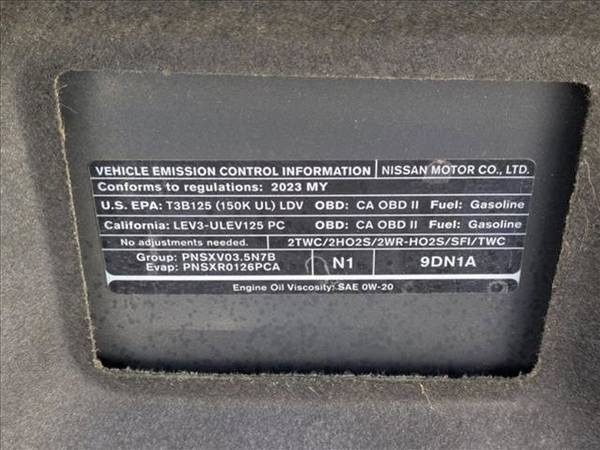 VEHICLE EMISSION CONTROL INFORMATION NISSAN MOTOR CO., LTD.
Conforms to regulations: 2023 MY
U.S. EPA: T3B125 (150K UL) LDV OBD: CA OBD II Fuel: Gasoline
California: LEV3-ULEV125 PC OBD: CA OBD II Fuel: Gasoline
No adjustments needed. 2TWC/2HO2S/2WR-HO2S/SFI/TWC
Group: PNSXV03.5N7B
Evap: PNSXR0126PCA N1 9DN1A
Engine Oil Viscosity: SAE 0W-20